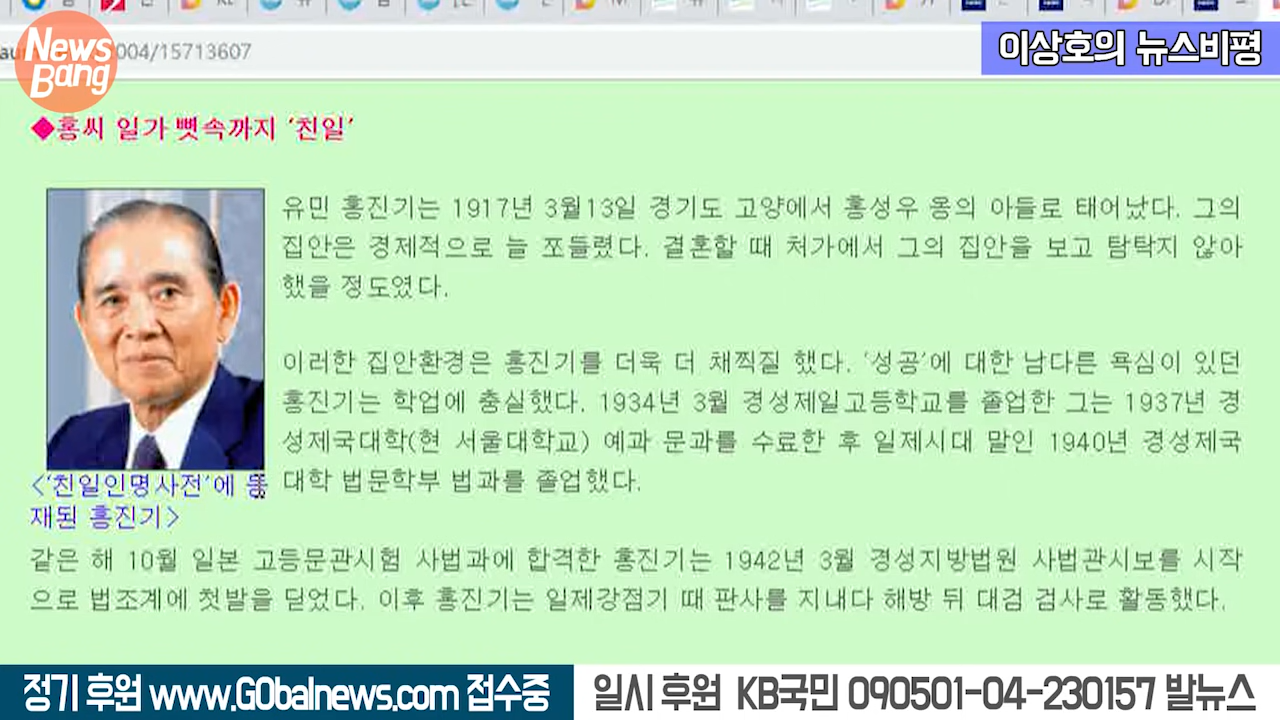 News
Bang
004/15713607
이상호의 뉴스비평
◆홍씨 일가 뼛속까지 '친일'
유민 홍진기는 1917년 3월13일 경기도 고양에서 홍성우 옹의 아들로 태어났다. 그의
집안은 경제적으로 늘 쪼들렸다. 결혼할 때 처가에서 그의 집안을 보고 탐탁지 않아
했을 정도였다.
이러한 집안환경은 홍진기를 더욱 더 채찍질 했다. '성공'에 대한 남다른 욕심이 있던
홍진기는 학업에 충실했다. 1934년 3월 경성제일고등학교를 졸업한 그는 1937년 경
성제국대학(현 서울대학교) 예과 문과를 수료한 후 일제시대 말인 1940년 경성제국
대학 법문학부 법과를 졸업했다.
<'친일인명사전'에 등
재된 홍진기>
같은 해 10월 일본 고등문관시험 사법과에 합격한 홍진기는 1942년 3월 경성지방법원 사법관시보를 시작
으로 법조계에 첫발을 딛었다. 이후 홍진기는 일제강점기 때 판사를 지내다 해방 뒤 대검 검사로 활동했다.
정기 후원 www.GObalnews.com 접수중
일시 후원 KB국민 090501-04-230157 발뉴스